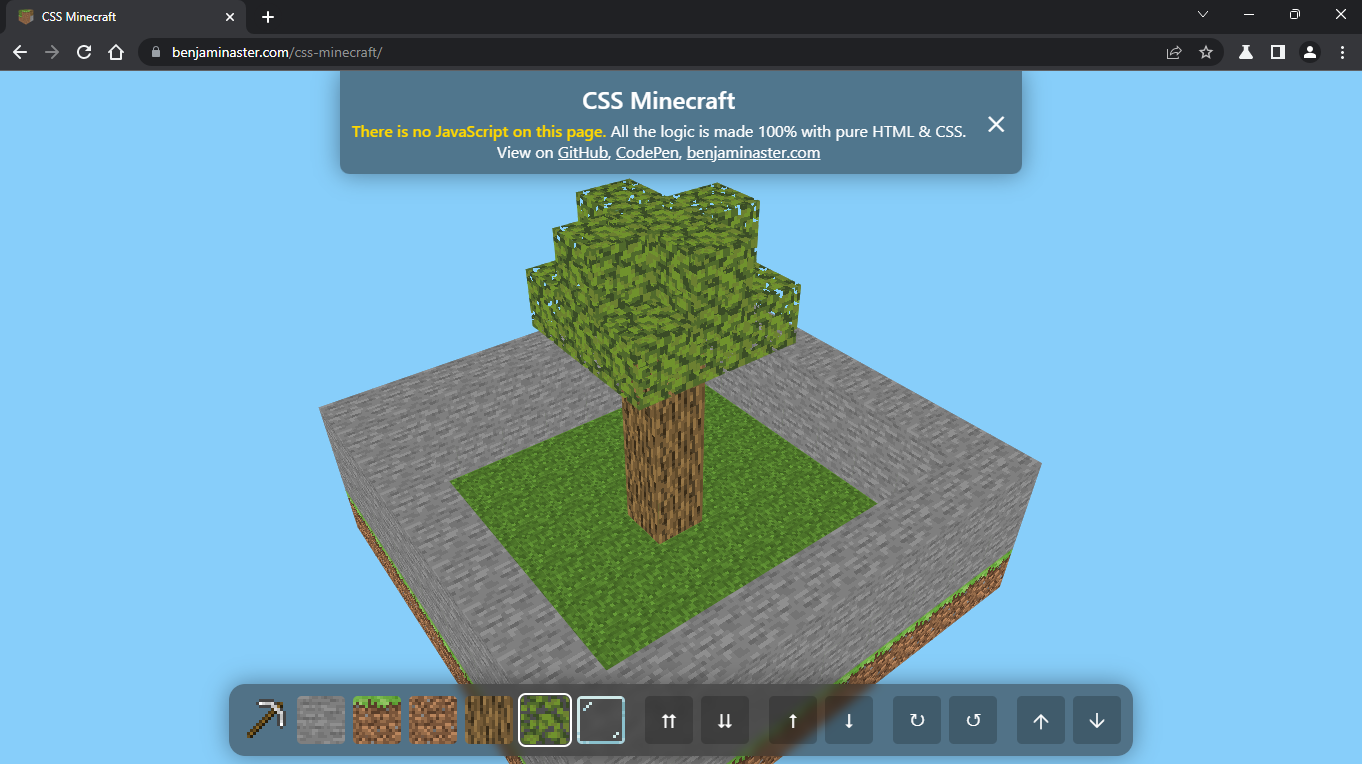 CSS Minecraft
benjaminaster.com/css-minecraft/
CSS Minecraft
There is no JavaScript on this page. All the logic is made 100% with pure HTML & CSS.
View on GitHub, CodePen, benjaminaster.com